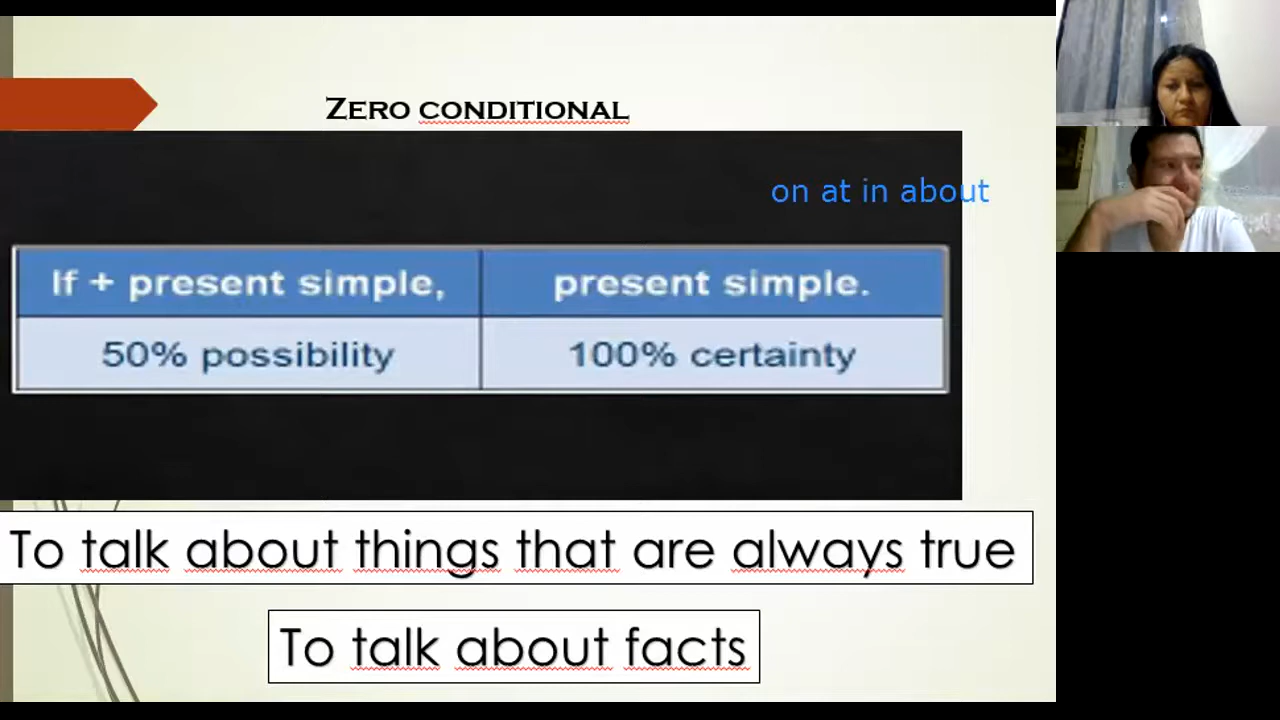 Zero conditional
on at in about
If + present simple,
present simple.
50% possibility
100% certainty
To talk about things that are always true
To talk about facts